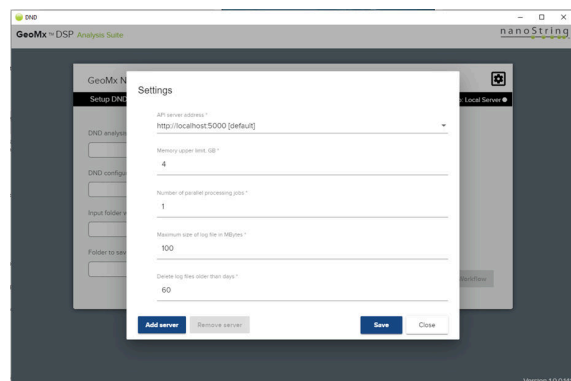 DND
GeoMx ™ DSP Analysis Suite
nanoString
GeoMx N
Setup DND
: Local Server
Settings
API server address *
http://localhost:5000 [default]
DND analysis
Memory upper limit, GB *
4
DND configu
Number of parallel processing jobs *
1
Input folder
Maximum size of log file in MBytes *
100
Folder to sav
Delete log files older than days *
60
Workflow
Add server
Remove server
Save
Close